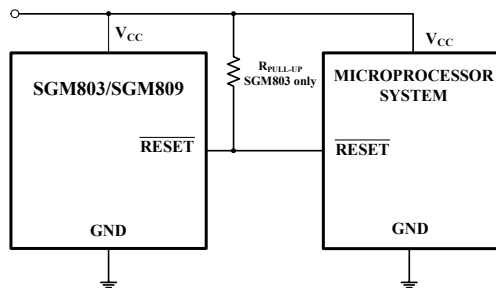 VCC
VCC
SGM803/SGM809
RPULL-UP
SGM803 only
MICROPROCESSOR
SYSTEM
RESET
RESET
GND
GND